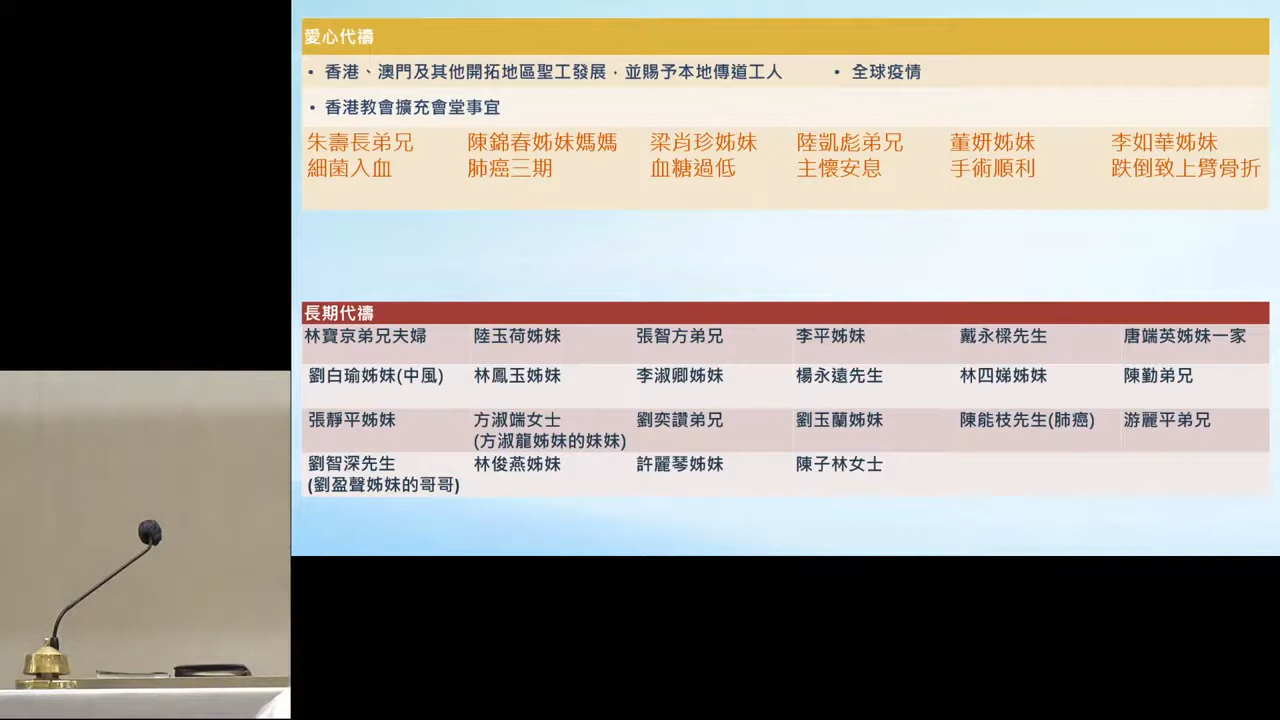 愛心代禱
• 香港、澳門及其他開拓地區聖工發展，並賜予本地傳道工人 • 全球疫情
• 香港教會擴充會堂事宜
朱壽長弟兄 陳錦春姊妹媽媽 梁肖珍姊妹 陸凱彪弟兄 董妍姊妹 李如華姊妹
細菌入血 肺癌三期 血糖過低 主懷安息 手術順利 跌倒致上臂骨折
長期代禱
林寶京弟兄夫婦 陸玉荷姊妹 張智方弟兄 李平姊妹 戴永樑先生 唐端英姊妹一家
劉白瑜姊妹(中風) 林鳳玉姊妹 李淑卿姊妹 楊永遠先生 林四娣姊妹 陳勤弟兄
張靜平姊妹 方淑端女士 劉奕讚弟兄 劉玉蘭姊妹 陳能枝先生(肺癌) 游麗平弟兄
(方淑龍姊妹的妹妹)
劉智深先生 林俊燕姊妹 許麗琴姊妹 陳子林女士
(劉盈聲姊妹的哥哥)